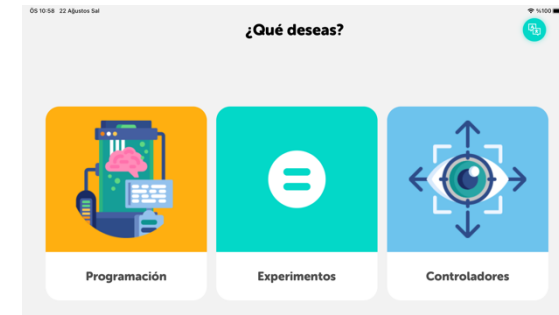 ÖS 10:58 22 Ağustos Sal
%100
¿Qué deseas?
Programación
Experimentos
Controladores